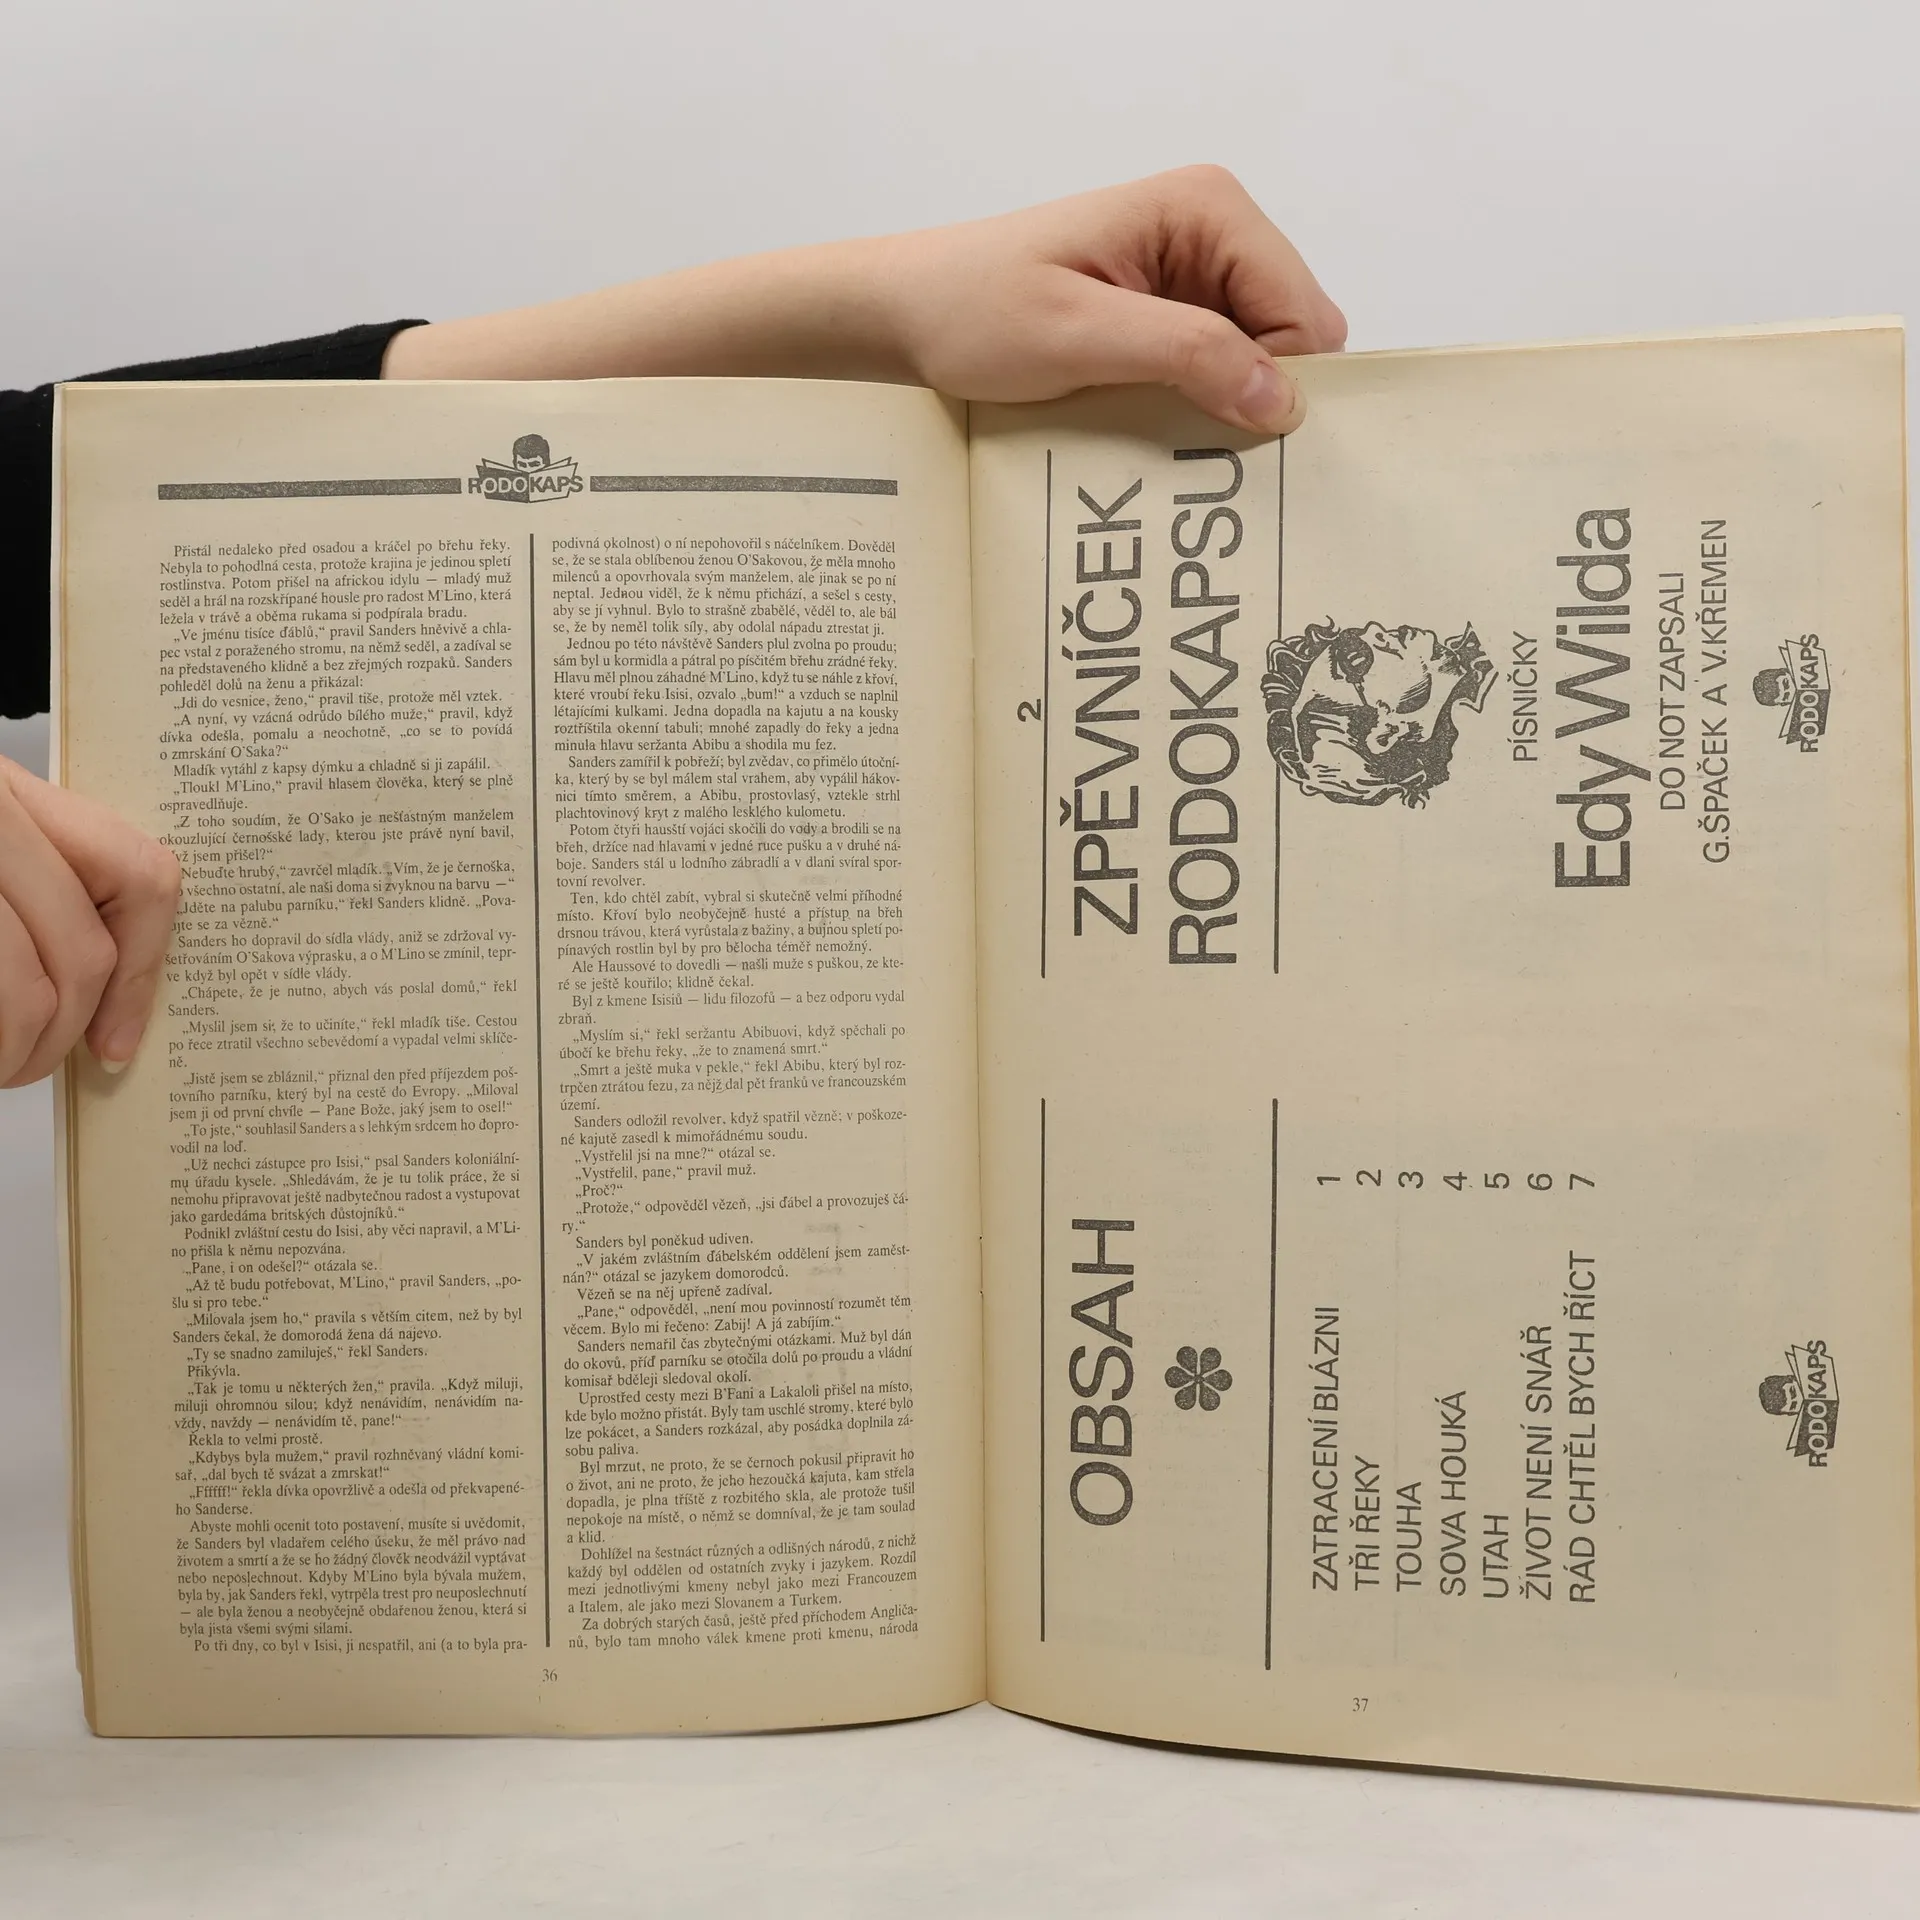 RODOKAPS
Přistál nedaleko před osadou a kráčel po břehu řeky.
Nebyla to pohodlná cesta, protože krajina je jedinou spletí
rostlinstva. Potom přišel na africkou idylu — mladý muž
seděl a hrál na rozskřípané housle pro radost M'Lino, která
ležela v trávě a oběma rukama si podpírala bradu.
„Ve jménu tisíce ďáblů,“ pravil Sanders hněvivě a chla-
pec vstal z poraženého stromu, na němž seděl, a zadíval se
na představeného klidně a bez zřejmých rozpaků. Sanders
pohleděl dolů na ženu a přikázal:
„Jdi do vesnice, ženo,“ pravil tiše, protože měl vztek.
„A nyní, vy vzácná odrůdo bílého muže,“ pravil, když
dívka odešla, pomalu a neochotně, „co se to povídá
o zmrskání O'Saka?“
Mladík vytáhl z kapsy dýmku a chladně si ji zapálil.
„Tloukl M'Lino,“ pravil hlasem člověka, který se plně
ospravedlňuje.
„Z toho soudím, že O'Sako je nešťastným manželem
okouzlující černošské lady, kterou jste právě nyní bavil,
jsem přišel?“
Nebuďte hrubý,“ zavrčel mladík. „Vím, že je černoška,
všechno ostatní, ale naši doma si zvyknou na barvu —“
„Jděte na palubu parníku,“ řekl Sanders klidně. „Pova-
se za vězně.“
Sanders ho dopravil do sídla vlády, aniž se zdržoval vy-
šetřováním O'Sakova výprasku, a o M'Lino se zmínil, tepr-
ve když byl opět v sídle vlády.
„Chápete, že je nutno, abych vás poslal domů,“ řekl
Sanders.
„Myslil jsem si, že to učiníte,“ řekl mladík tiše. Cestou
po řece ztratil všechno sebevědomí a vypadal velmi sklíče-
ně.
„Jistě jsem se zbláznil,“ přiznal den před příjezdem poš-
tovního parníku, který byl na cestě do Evropy. „Miloval
jsem ji od první chvíle — Pane Bože, jaký jsem to osel!“
„To jste,“ souhlasil Sanders a s lehkým srdcem ho dopro-
vodil na loď.
„Už nechci zástupce pro Isisi,“ psal Sanders koloniální-
mu úřadu kysele. „Shledávám, že je tu tolik práce, že si
nemohu připravovat ještě nadbytečnou radost a vystupovat
jako gardedáma britských důstojníků.“
Podnikl zvláštní cestu do Isisi, aby věci napravil, a M'Li-
no přišla k němu nepozvána.
„Pane, i on odešel?“ otázala se.
„Až tě budu potřebovat, M'Lino,“ pravil Sanders, „po-
šlu si pro tebe.“
„Milovala jsem ho,“ pravila s větším citem, než by byl
Sanders čekal, že domorodá žena dá najevo.
„Ty se snadno zamiluješ,“ řekl Sanders.
Přikývla.
„Tak je tomu u některých žen,“ pravila. „Když miluji,
miluji ohromnou silou; když nenávidím, nenávidím na-
vždy, navždy — nenávidím tě, pane!“
Řekla to velmi prostě.
„Kdybys byla mužem,“ pravil rozhněvaný vládní komi-
sař, „dal bych tě svázat a zmrskat!“
„Ffffff!“ řekla dívka opovržlivě a odešla od překvapené-
ho Sanderse.
Abyste mohli ocenit toto postavení, musíte si uvědomit,
že Sanders byl vladařem celého úseku, že měl právo nad
životem a smrtí a že se ho žádný člověk neodvážil vyptávat
nebo neposlechnout. Kdyby M'Lino byla bývala mužem,
byla by, jak Sanders řekl, vytrpěla trest pro neuposlechnutí
— ale byla ženou a neobyčejně obdařenou ženou, která si
byla jista všemi svými silami.
Po tři dny, co byl v Isisi, ji nespatřil, ani (a to byla pra-
podivná okolnost) o ní nepohovořil s náčelníkem. Dověděl
se, že se stala oblíbenou ženou O'Sakovou, že měla mnoho
milenců a opovrhovala svým manželem, ale jinak se po ní
neptal. Jednou viděl, že k němu přichází, a sešel s cesty,
aby se jí vyhnul. Bylo to strašně zbabělé, věděl to, ale bál
se, že by neměl tolik síly, aby odolal nápadu ztrestat ji.
Jednou po této návštěvě Sanders plul zvolna po proudu;
sám byl u kormidla a pátral po písčitém břehu zrádné řeky.
Hlavu měl plnou záhadné M'Lino, když tu se náhle z křoví,
které vroubí řeku Isisi, ozvalo „bum!“ a vzduch se naplnil
létajícími kulkami. Jedna dopadla na kajutu a na kousky
roztříštila okenní tabuli; mnohé zapadly do řeky a jedna
minula hlavu seržanta Abibu a shodila mu fez.
Sanders zamířil k pobřeží; byl zvědav, co přimělo útoční-
ka, který by se byl málem stal vrahem, aby vypálil hákov-
nici tímto směrem, a Abibu, prostovlasý, vztekle strhl
plachtovinový kryt z malého lesklého kulometu.
Potom čtyři hausští vojáci skočili do vody a brodili se na
břeh, držíce nad hlavami v jedné ruce pušku a v druhé ná-
boje. Sanders stál u lodního zábradlí a v dlani svíral spor-
tovní revolver.
Ten, kdo chtěl zabít, vybral si skutečně velmi příhodné
místo. Křoví bylo neobyčejně husté a přístup na břeh
drsnou trávou, která vyrůstala z bažiny, a bujnou spletí po-
pínavých rostlin byl by pro bělocha téměř nemožný.
Ale Haussové to dovedli — našli muže s puškou, ze kte-
ré se ještě kouřilo; klidně čekal.
Byl z kmene Isisiů — lidu filozofů — a bez odporu vydal
zbraň.
„Myslím si,“ řekl seržantu Abibuovi, když spěchali po
úbočí ke břehu řeky, „že to znamená smrt.“
„Smrt a ještě muka v pekle,“ řekl Abibu, který byl roz-
trpčen ztrátou fezu, za nějž dal pět franků ve francouzském
území.
Sanders odložil revolver, když spatřil vězně; v poškoze-
né kajutě zasedl k mimořádnému soudu.
„Vystřelil jsi na mne?“ otázal se.
„Vystřelil, pane,“ pravil muž.
„Proč?“
„Protože,“ odpověděl vězeň, „jsi ďábel a provozuješ čá-
ry.“
Sanders byl poněkud udiven.
„V jakém zvláštním ďábelském oddělení jsem zaměst-
nán?“ otázal se jazykem domorodců.
Vězeň se na něj upřeně zadíval.
„Pane,“ odpověděl, „není mou povinností rozumět těm
věcem. Bylo mi řečeno: Zabij! A já zabíjím.“
Sanders nemařil čas zbytečnými otázkami. Muž byl dán
do okovů, příď parníku se otočila dolů po proudu a vládní
komisař bděleji sledoval okolí.
Uprostřed cesty mezi B'Fani a Lakaloli přišel na místo,
kde bylo možno přistát. Byly tam uschlé stromy, které bylo
lze pokácet, a Sanders rozkázal, aby posádka doplnila zá-
sobu paliva.
Byl mrzut, ne proto, že se černoch pokusil připravit ho
o život, ani ne proto, že jeho hezoučká kajuta, kam střela
dopadla, je plna tříště z rozbitého skla, ale protože tušil
nepokoje na místě, o němž se domníval, že je tam soulad
a klid.
Dohlížel na šestnáct různých a odlišných národů, z nichž
každý byl oddělen od ostatních zvyky i jazykem. Rozdíl
mezi jednotlivými kmeny nebyl jako mezi Francouzem
a Italem, ale jako mezi Slovanem a Turkem.
Za dobrých starých časů, ještě před příchodem Angliča-
nů, bylo tam mnoho válek kmene proti kmenu, národa
36
2
ZPĚVNÍČEK
RODOKAPSU
PÍSNIČKY
Edy Wilda
DO NOT ZAPSALI
G.ŠPAČEK A V.KŘEMEN
RODOKAPS
OBSAH
ZATRACENÍ BLÁZNI 1
TŘI ŘEKY 2
TOUHA 3
SOVA HOUKÁ 4
UTAH 5
ŽIVOT NENÍ SNÁŘ 6
RÁD CHTĚL BYCH ŘÍCT 7
RODOKAPS
37